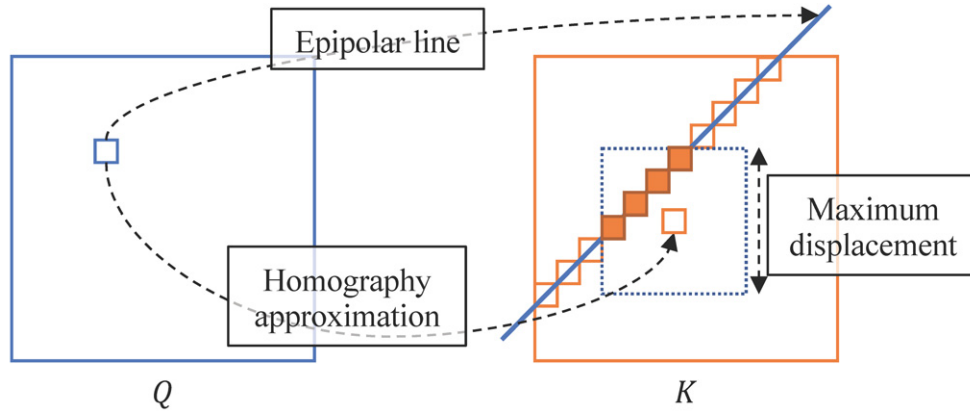 Epipolar line
Homography
approximation
Maximum
displacement
Q
K